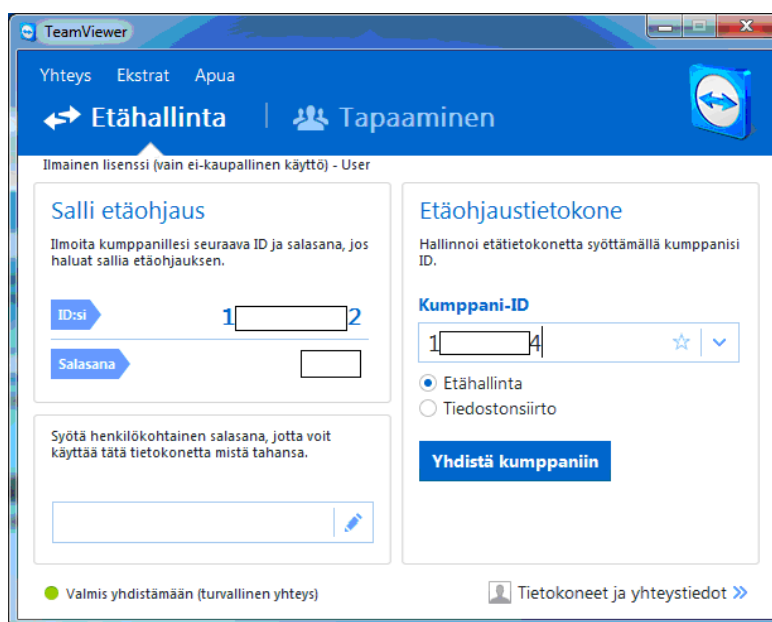 TeamViewer
Yhteys Ekstrat Apua
Etähallinta Tapaaminen
Ilmainen lisenssi (vain ei-kaupallinen käyttö) - User
Salli etäohjaus
Ilmoita kumppanillesi seuraava ID ja salasana, jos
haluat sallia etäohjauksen.
ID:si 1 2
Salasana
Syötä henkilökohtainen salasana, jotta voit
käyttää tätä tietokonetta mistä tahansa.
Etäohjaustietokone
Hallinnoi etätietokonetta syöttämällä kumppanisi
ID.
Kumppani-ID
1 4
Etähallinta
Tiedostonsiirto
Yhdistä kumppaniin
Valmis yhdistämään (turvallinen yhteys)
Tietokoneet ja yhteystiedot